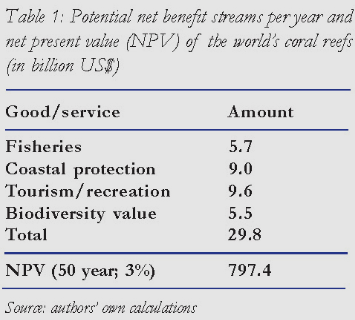 Table 1: Potential net benefit streams per year and
net present value (NPV) of the world's coral reefs
(in billion US$)
Good/service Amount
Fisheries 5.7
Coastal protection 9.0
Tourism/recreation 9.6
Biodiversity value 5.5
Total 29.8
NPV (50 year; 3%) 797.4
Source: authors' own calculations